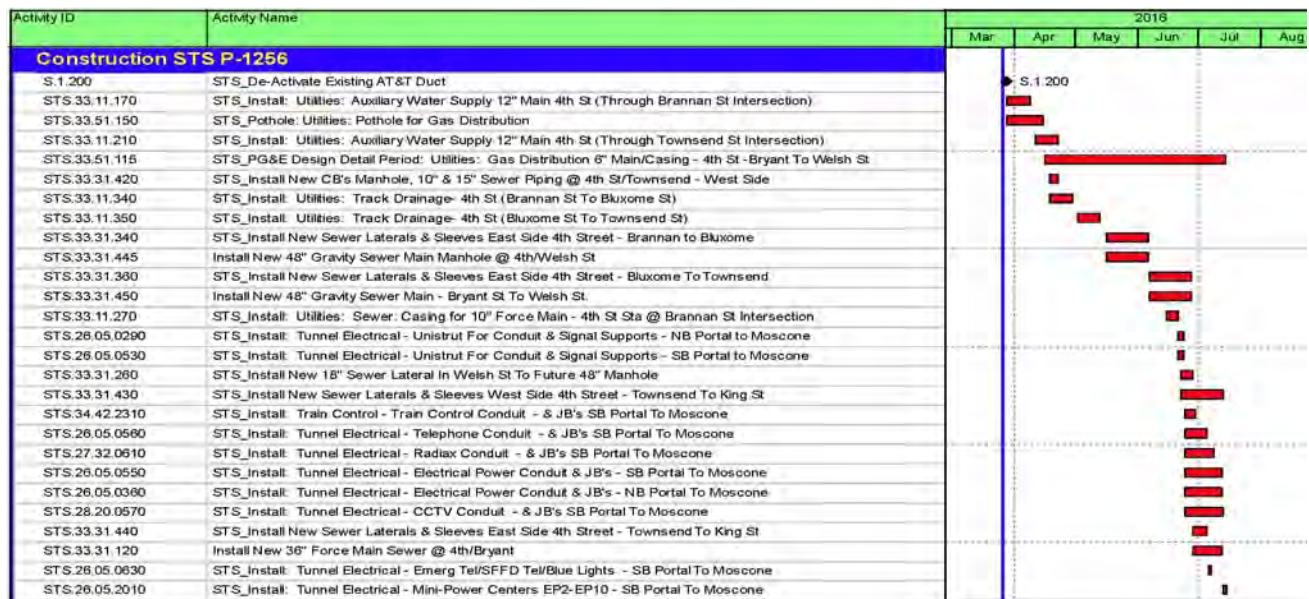 Activity ID Activity Name 2016
Mar Apr May Jun Jul Aug
Construction STS P-1256
S.1.200 STS_De-Activate Existing AT&T Duct S.1.200
STS.33.11.170 STS_Install: Utilities: Auxiliary Water Supply 12" Main 4th St (Through Brannan St Intersection)
STS.33.51.150 STS_Pothole: Utilities: Pothole for Gas Distribution
STS.33.11.210 STS_Install: Utilities: Auxiliary Water Supply 12" Main 4th St (Through Townsend St Intersection)
STS.33.51.115 STS_PG&E Design Detail Period: Utilities: Gas Distribution 6" Main/Casing - 4th St -Bryant To Welsh St
STS.33.31.420 STS_Install New CB's Manhole, 10" & 15" Sewer Piping @ 4th St/Townsend - West Side
STS.33.11.340 STS_Install: Utilities: Track Drainage- 4th St (Brannan St To Bluxome St)
STS.33.11.350 STS_Install: Utilities: Track Drainage- 4th St (Bluxome St To Townsend St)
STS.33.31.340 STS_Install New Sewer Laterals & Sleeves East Side 4th Street - Brannan to Bluxome
STS.33.31.445 Install New 48" Gravity Sewer Main Manhole @ 4th/Welsh St
STS.33.31.360 STS_Install New Sewer Laterals & Sleeves East Side 4th Street - Bluxome To Townsend
STS.33.31.450 Install New 48" Gravity Sewer Main - Bryant St To Welsh St.
STS.33.11.270 STS_Install: Utilities: Sewer: Casing for 10" Force Main - 4th St Sta @ Brannan St Intersection
STS.26.05.0290 STS_Install: Tunnel Electrical - Unistrut For Conduit & Signal Supports - NB Portal to Moscone
STS.26.05.0530 STS_Install: Tunnel Electrical - Unistrut For Conduit & Signal Supports - SB Portal to Moscone
STS.33.31.260 STS_Install New 18" Sewer Lateral In Welsh St To Future 48" Manhole
STS.33.31.430 STS_Install New Sewer Laterals & Sleeves West Side 4th Street - Townsend To King St
STS.34.42.2310 STS_Install: Train Control - Train Control Conduit - & JB's SB Portal To Moscone
STS.26.05.0560 STS_Install: Tunnel Electrical - Telephone Conduit - & JB's SB Portal To Moscone
STS.27.32.0610 STS_Install: Tunnel Electrical - Radiax Conduit - & JB's SB Portal To Moscone
STS.26.05.0550 STS_Install: Tunnel Electrical - Electrical Power Conduit & JB's - SB Portal To Moscone
STS.26.05.0360 STS_Install: Tunnel Electrical - Electrical Power Conduit & JB's - NB Portal To Moscone
STS.28.20.0570 STS_Install: Tunnel Electrical - CCTV Conduit - & JB's SB Portal To Moscone
STS.33.31.440 STS_Install New Sewer Laterals & Sleeves East Side 4th Street - Townsend To King St
STS.33.31.120 Install New 36" Force Main Sewer @ 4th/Bryant
STS.26.05.0630 STS_Install: Tunnel Electrical - Emerg Tel/SFFD Tel/Blue Lights - SB Portal To Moscone
STS.26.05.2010 STS_Install: Tunnel Electrical - Mini-Power Centers EP2-EP10 - SB Portal To Moscone